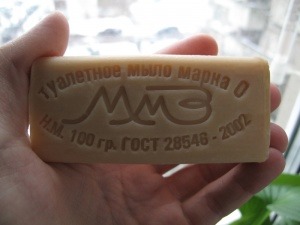 Туалетное мыло марка О
ММЗ
Н.М. 100 гр. ГОСТ 28546 - 2002